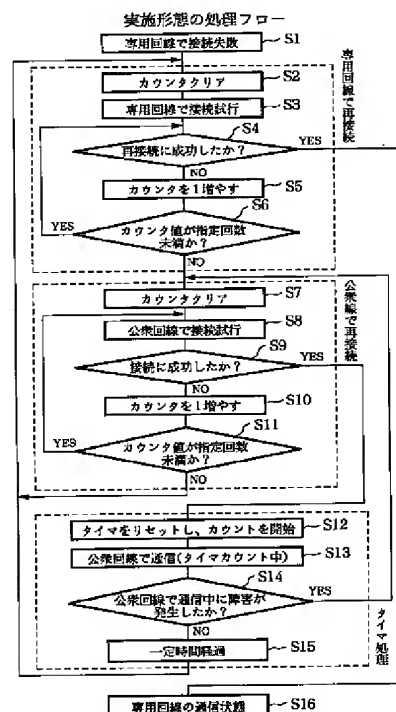 実施形態の処理フロー
専用回線で接続失敗 S1
カウンタクリア S2
専用回線で接続試行 S3
S4
再接続に成功したか? YES
NO
カウンタを1増やす S5
S6
YES カウンタ値が指定回数
未満か?
NO
専用回線で再接続
カウンタクリア S7
公衆回線で接続試行 S8
S9
接続に成功したか? YES
NO
カウンタを1増やす S10
S11
YES カウンタ値が指定回数
未満か?
NO
公衆線で再接続
タイマをリセットし、カウントを開始 S12
公衆回線で通信(タイマカウント中) S13
S14
公衆回線で通信中に障害が YES
発生したか?
NO
一定時間経過 S15
タイマ処理
専用回線の通信状態 S16